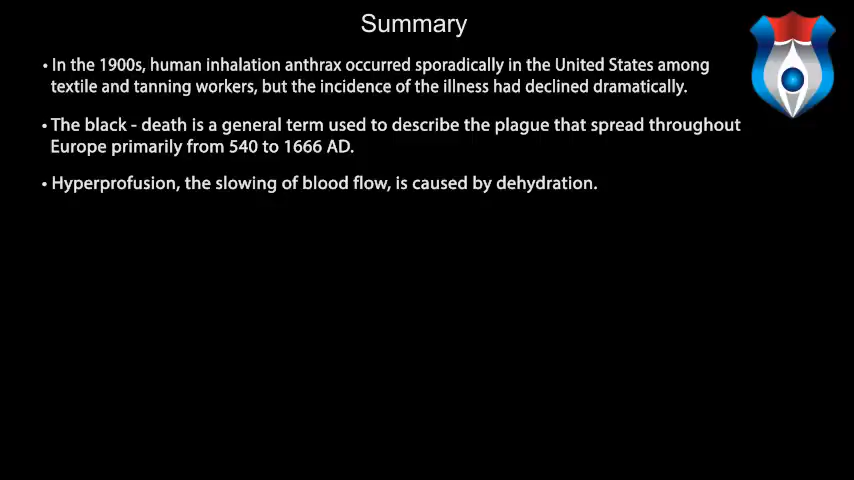 Summary
• In the 1900s, human inhalation anthrax occurred sporadically in the United States among
textile and tanning workers, but the incidence of the illness had declined dramatically.
• The black - death is a general term used to describe the plague that spread throughout
Europe primarily from 540 to 1666 AD.
• Hyperprofusion, the slowing of blood flow, is caused by dehydration.